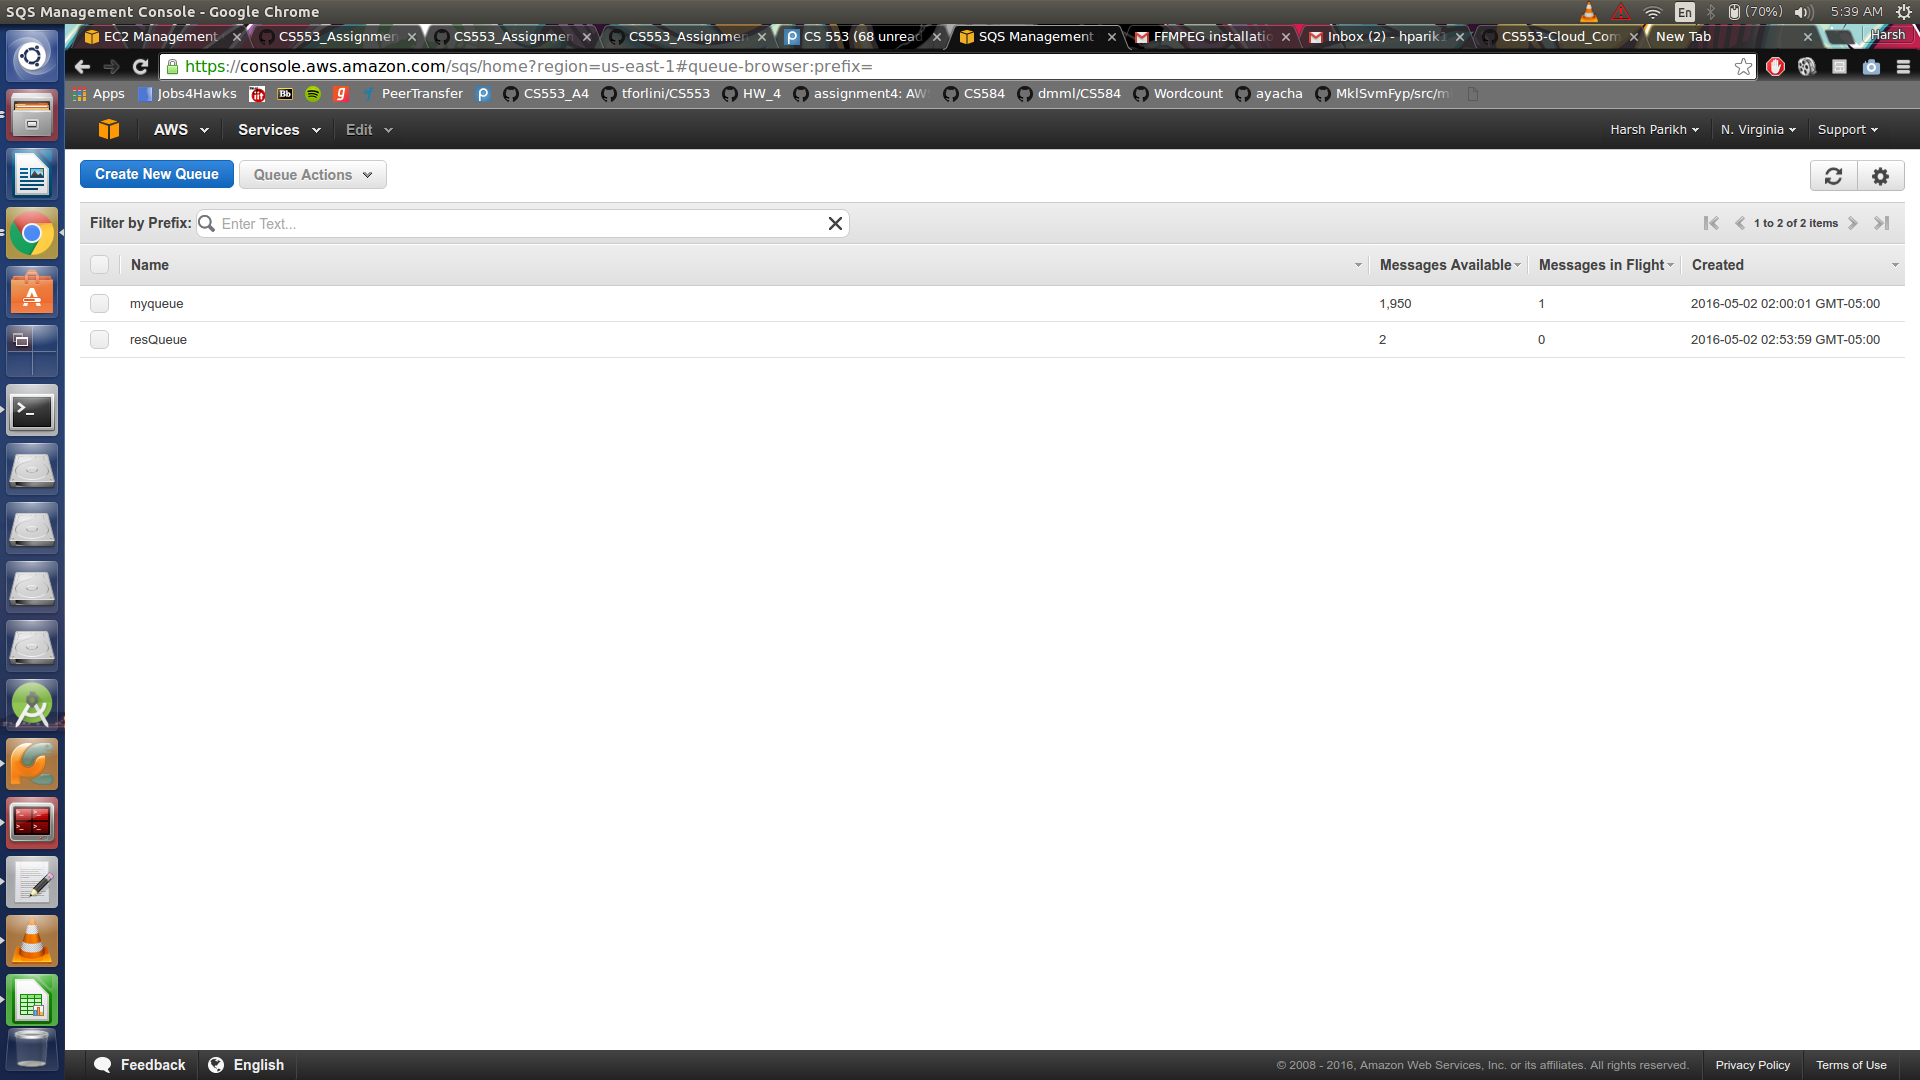 SQS Management Console - Google Chrome
En (70%) 5:39 AM
EC2 Management CS553_Assignmen CS553_Assignmen CS553_Assignmen CS 553 (68 unread SQS Management FFMPEG installatio Inbox (2) - hparik1 CS553-Cloud_Com New Tab Harsh
https://console.aws.amazon.com/sqs/home?region=us-east-1#queue-browser:prefix=
Apps Jobs4Hawks Bb g PeerTransfer CS553_A4 tforlini/CS553 HW_4 assignment4: AW CS584 dmml/CS584 Wordcount ayacha MklSvmFyp/src/m
AWS Services Edit Harsh Parikh N. Virginia Support
Create New Queue Queue Actions
Filter by Prefix: Enter Text... 1 to 2 of 2 items
Name Messages Available Messages in Flight Created
myqueue 1,950 1 2016-05-02 02:00:01 GMT-05:00
resQueue 2 0 2016-05-02 02:53:59 GMT-05:00
Feedback English © 2008 - 2016, Amazon Web Services, Inc. or its affiliates. All rights reserved. Privacy Policy Terms of Use